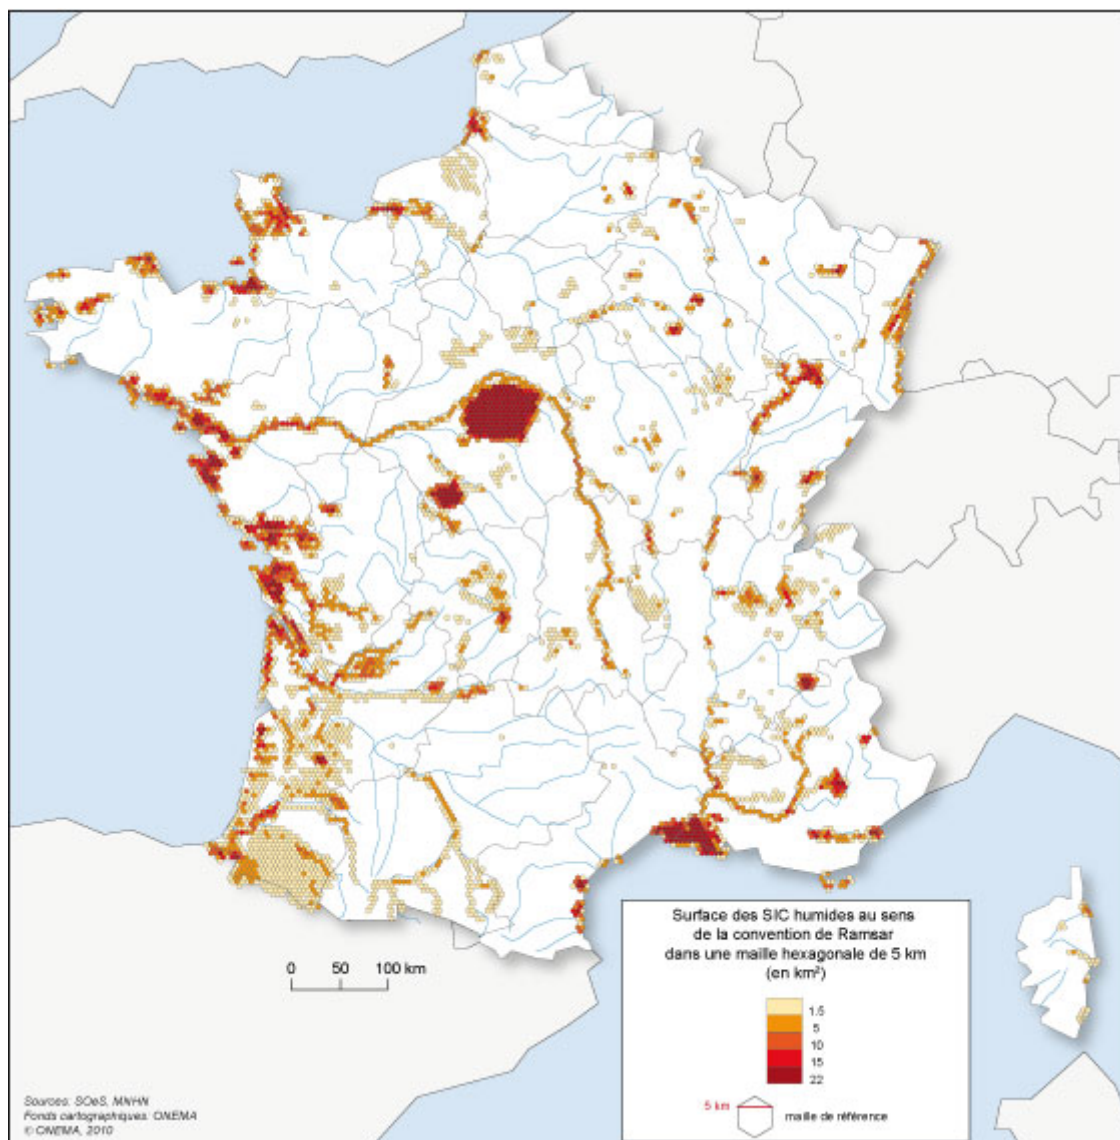 0 50 100 km
Surface des SIC humides au sens
de la convention de Ramsar
dans une maille hexagonale de 5 km
(en km²)
1.5
5
10
15
22
5 km
maille de référence
Sources: SOeS, MNHN
Fonds cartographiques: ONEMA
© ONEMA, 2010